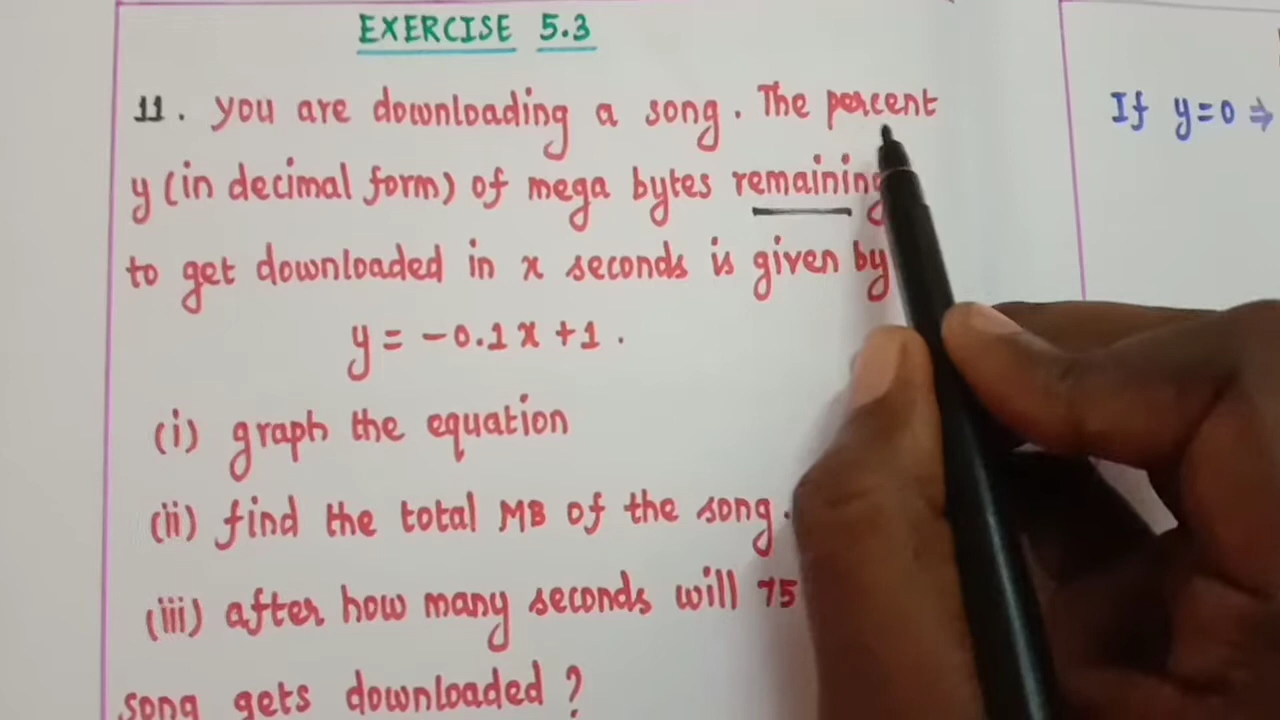 EXERCISE 5.3
11. you are downloading a song. The percent
y (in decimal form) of mega bytes remaining
to get downloaded in x seconds is given by
y = -0.1x +1.
(i) graph the equation
(ii) find the total MB of the song.
(iii) after how many seconds will 75
song gets downloaded ?
If y=0 ⇒